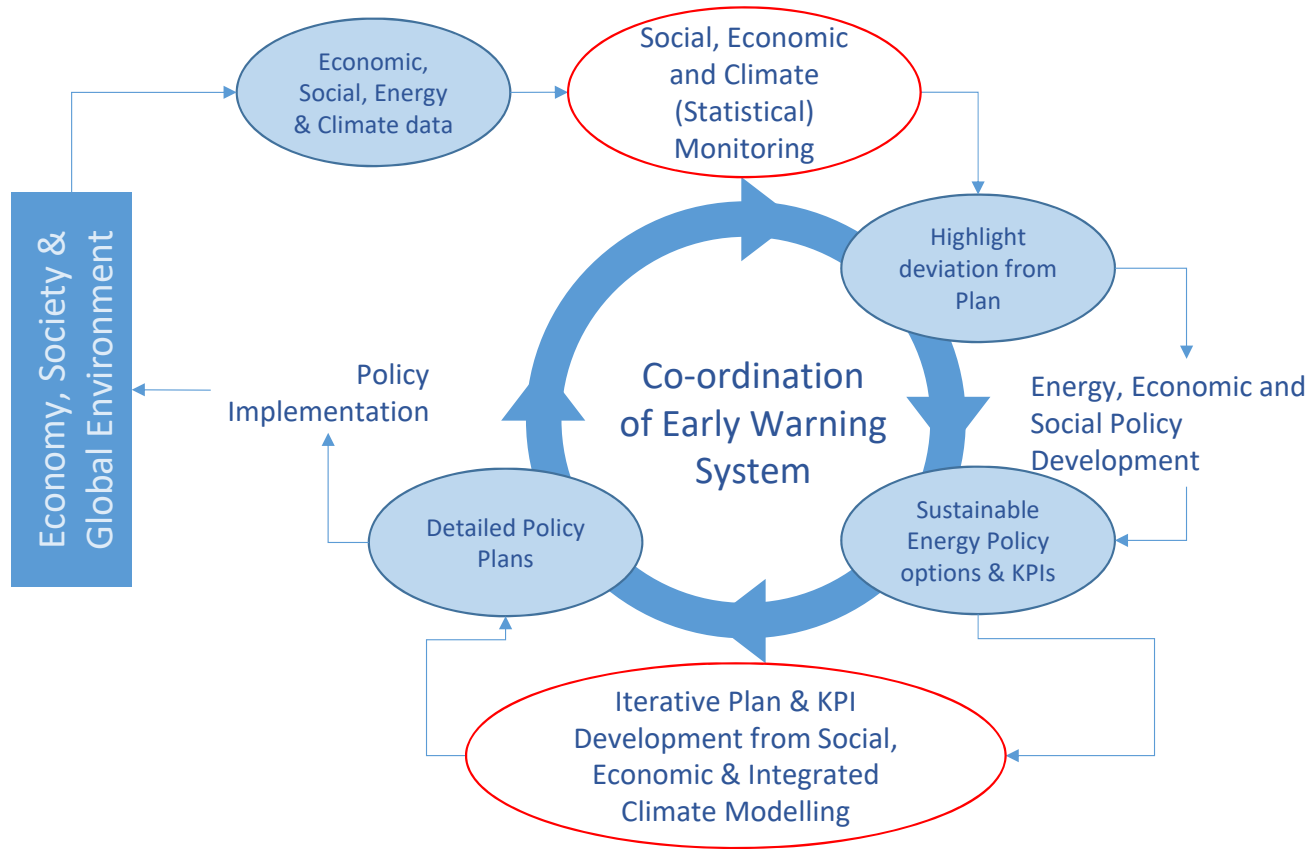 Economic,
Social, Energy
& Climate data
Social, Economic
and Climate
(Statistical)
Monitoring
Highlight
deviation from
Plan
Economy, Society &
Global Environment
Policy
Implementation
Co-ordination
of Early Warning
System
Energy, Economic and
Social Policy
Development
Detailed Policy
Plans
Sustainable
Energy Policy
options & KPIs
Iterative Plan & KPI
Development from Social,
Economic & Integrated
Climate Modelling